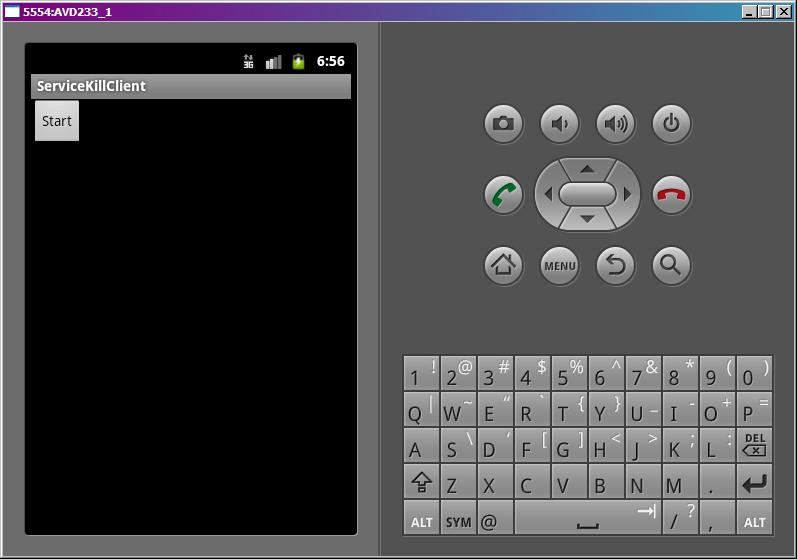 5554:AVD233_1
3G 6:56
ServiceKillClient
Start
MENU
1 ! 2 @ 3 # 4 $ 5 % 6 ^ 7 & 8 * 9 ( 0 )
Q | W ~ E “ R ` T { Y } U _ I - O + P =
A S \ D ‘ F [ G ] H < J > K ; L : DEL
Z X C V B N M .
ALT SYM @ / ? , ALT